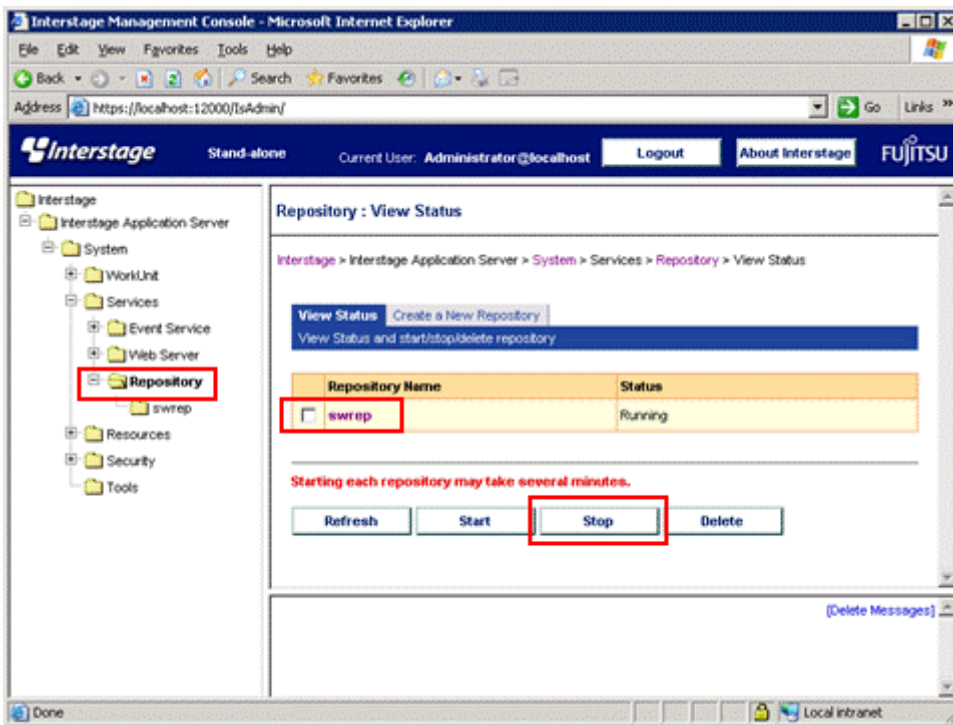 Interstage Management Console - Microsoft Internet Explorer
File Edit View Favorites Tools Help
Back Search Favorites
Address https://localhost:12000/IsAdmin/ Go Links »
Interstage Stand-alone Current User: Administrator@localhost Logout About Interstage FUJITSU
Interstage
Interstage Application Server
System
WorkUnit
Services
Event Service
Web Server
Repository
swrep
Resources
Security
Tools
Repository : View Status
Interstage > Interstage Application Server > System > Services > Repository > View Status
View Status Create a New Repository
View Status and start/stop/delete repository
Repository Name Status
swrep Running
Starting each repository may take several minutes.
Refresh Start Stop Delete
[Delete Messages]
Done Local intranet